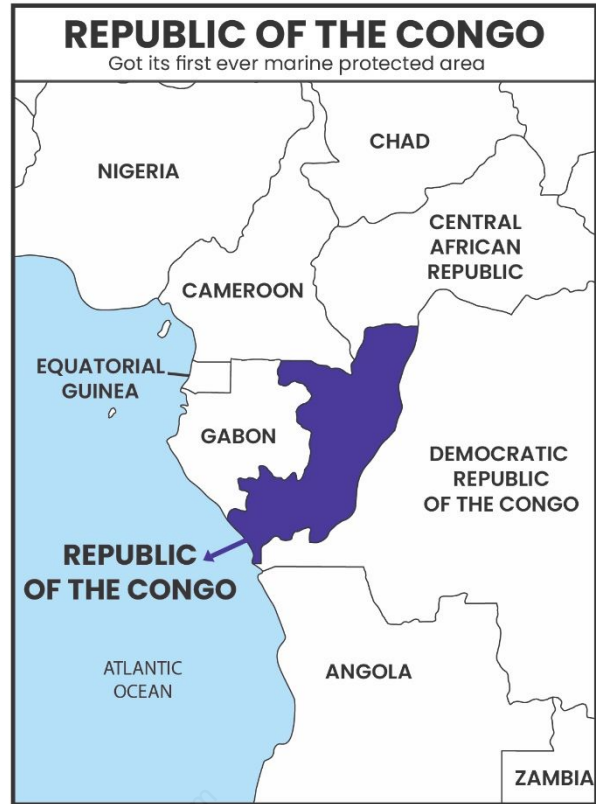 REPUBLIC OF THE CONGO
Got its first ever marine protected area
CHAD
NIGERIA
CENTRAL
AFRICAN
REPUBLIC
CAMEROON
EQUATORIAL
GUINEA
GABON
DEMOCRATIC
REPUBLIC
OF THE CONGO
REPUBLIC
OF THE CONGO
ATLANTIC
OCEAN
ANGOLA
ZAMBIA